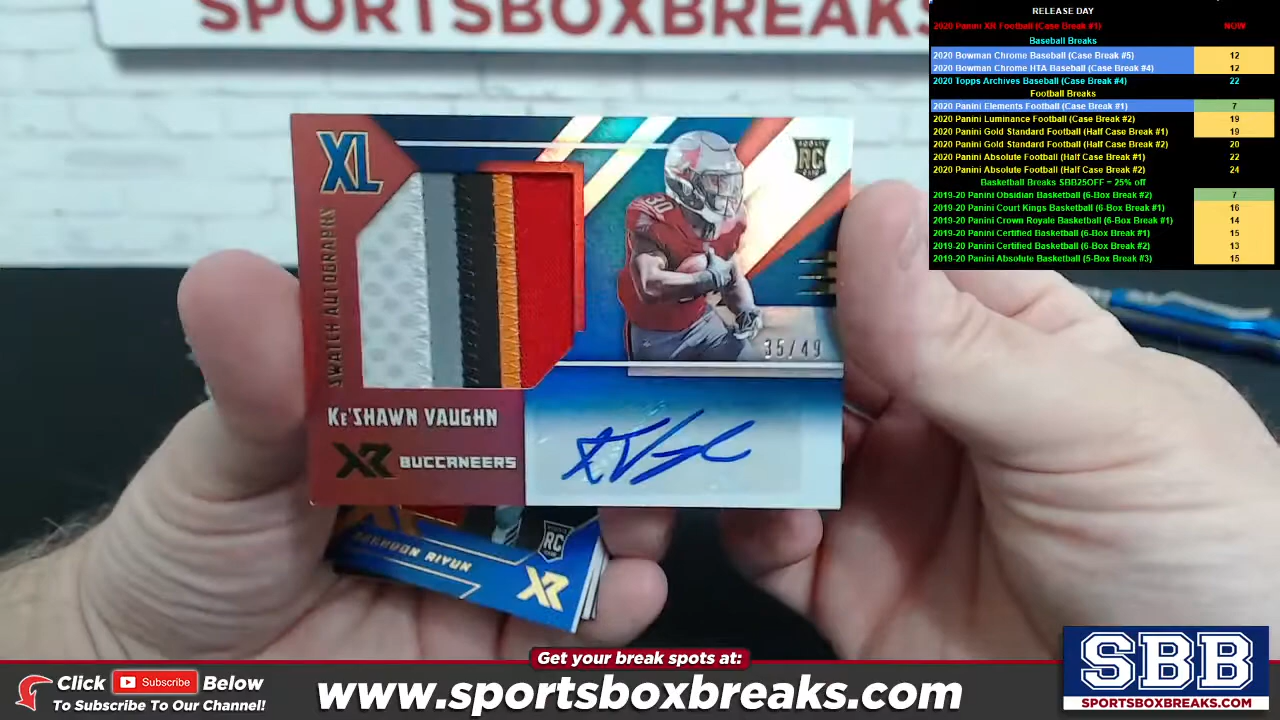 SPORTSBOXBREAKS.
RELEASE DAY
2020 Panini XR Football (Case Break #1) NOW
Baseball Breaks
2020 Bowman Chrome Baseball (Case Break #5) 12
2020 Bowman Chrome HTA Baseball (Case Break #4) 12
2020 Topps Archives Baseball (Case Break #4) 22
Football Breaks
2020 Panini Elements Football (Case Break #1) 7
2020 Panini Luminance Football (Case Break #2) 19
2020 Panini Gold Standard Football (Half Case Break #1) 19
2020 Panini Gold Standard Football (Half Case Break #2) 20
2020 Panini Absolute Football (Half Case Break #1) 22
2020 Panini Absolute Football (Half Case Break #2) 24
Basketball Breaks SBB25OFF = 25% off
2019-20 Panini Obsidian Basketball (6-Box Break #2) 7
2019-20 Panini Court Kings Basketball (6-Box Break #1) 16
2019-20 Panini Crown Royale Basketball (6-Box Break #1) 14
2019-20 Panini Certified Basketball (6-Box Break #1) 15
2019-20 Panini Certified Basketball (6-Box Break #2) 13
2019-20 Panini Absolute Basketball (5-Box Break #3) 15
XL
ROOKIE
RC
SWATCH AUTOGRAPHS
30
35/49
KE'SHAWN VAUGHN
XR BUCCANEERS
RC
XR
Get your break spots at:
Click Subscribe Below
To Subscribe To Our Channel!
www.sportsboxbreaks.com
SBB
SPORTSBOXBREAKS.COM